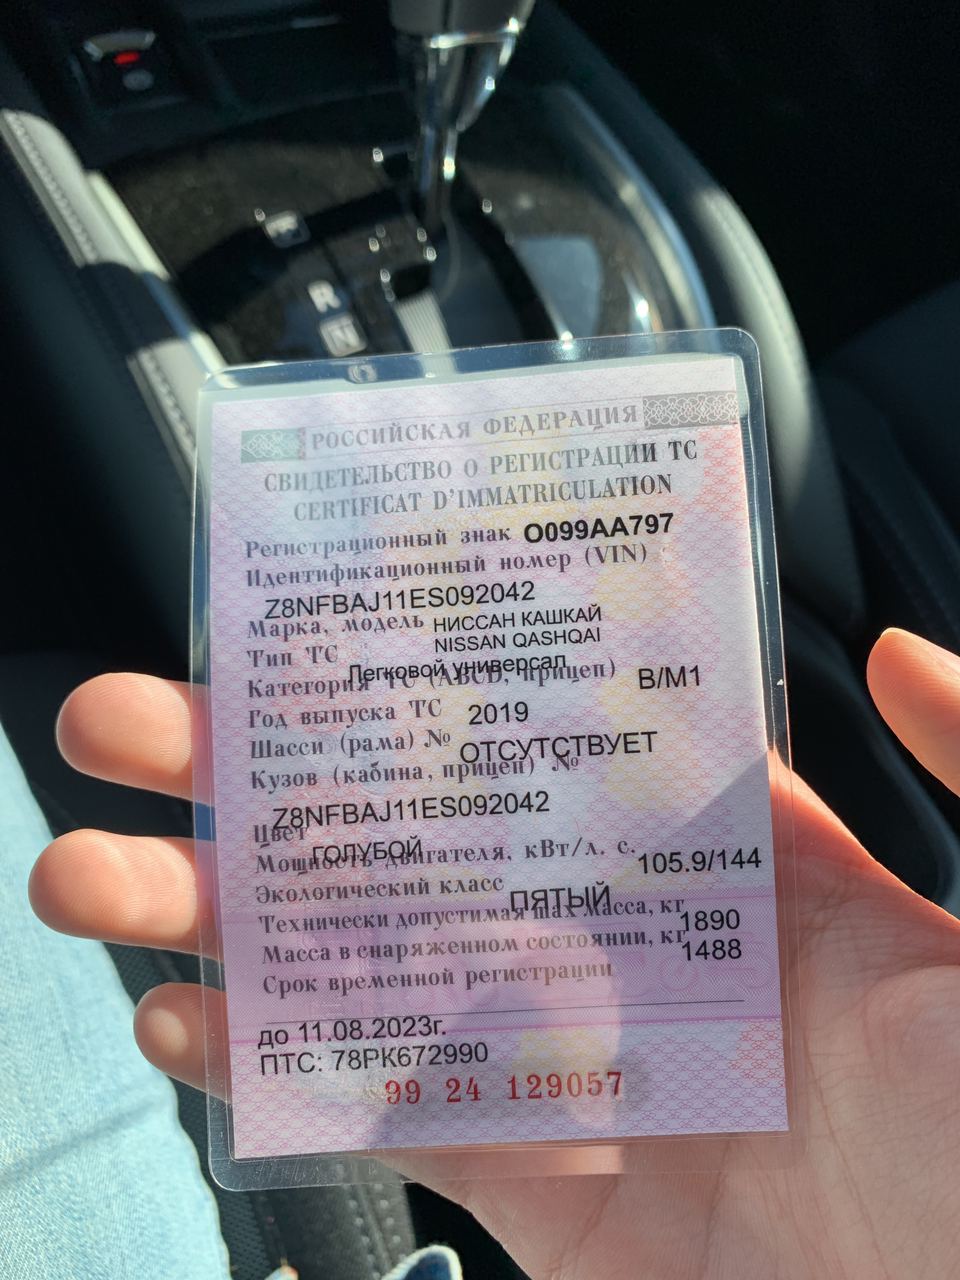 R
N
РОССИЙСКАЯ ФЕДЕРАЦИЯ
СВИДЕТЕЛЬСТВО О РЕГИСТРАЦИИ ТС
CERTIFICAT D'IMMATRICULATION
Регистрационный знак О099АА797
Идентификационный номер (VIN)
Z8NFBAJ11ES092042
Марка, модель НИССАН КАШКАЙ
NISSAN QASHQAI
Тип ТС Легковой универсал
Категория ТС (ABCD, прицеп) B/M1
Год выпуска ТС 2019
Шасси (рама) № ОТСУТСТВУЕТ
Кузов (кабина, прицеп) №
Z8NFBAJ11ES092042
Цвет ГОЛУБОЙ
Мощность двигателя, кВт/л. с. 105.9/144
Экологический класс ПЯТЫЙ
Технически допустимая max масса, кг 1890
Масса в снаряженном состоянии, кг 1488
Срок временной регистрации
до 11.08.2023г.
ПТС: 78РК672990
99 24 129057